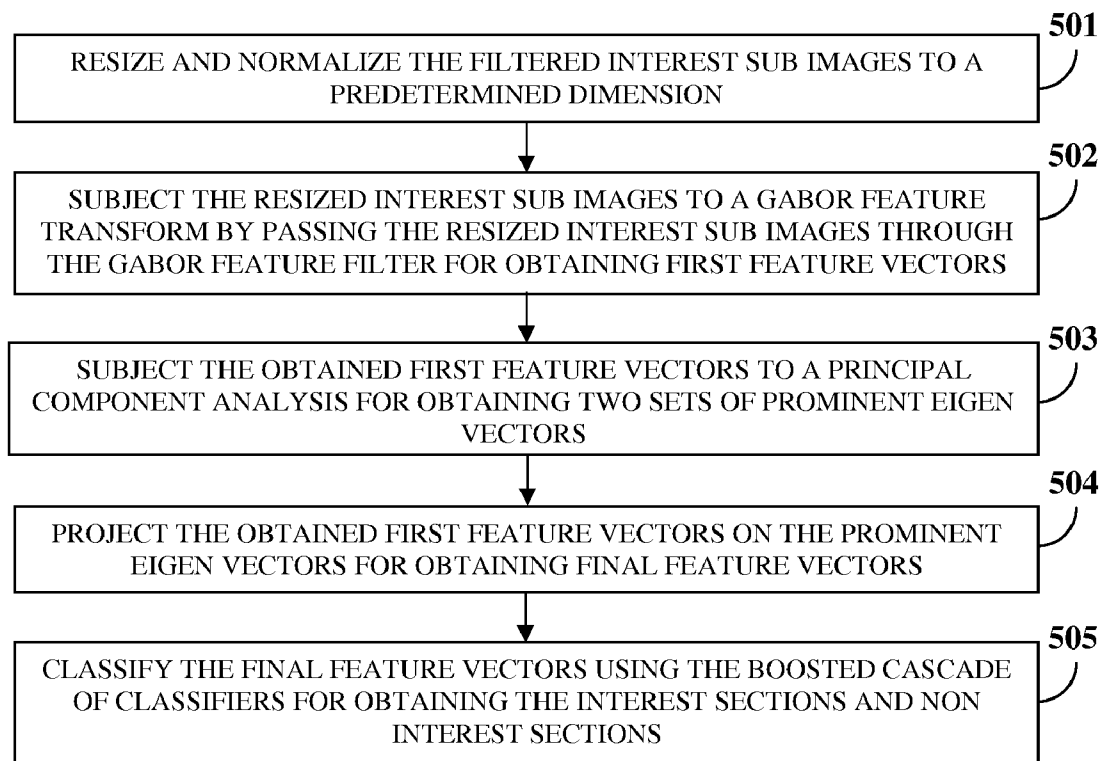 501
RESIZE AND NORMALIZE THE FILTERED INTEREST SUB IMAGES TO A
PREDETERMINED DIMENSION
502
SUBJECT THE RESIZED INTEREST SUB IMAGES TO A GABOR FEATURE
TRANSFORM BY PASSING THE RESIZED INTEREST SUB IMAGES THROUGH
THE GABOR FEATURE FILTER FOR OBTAINING FIRST FEATURE VECTORS
503
SUBJECT THE OBTAINED FIRST FEATURE VECTORS TO A PRINCIPAL
COMPONENT ANALYSIS FOR OBTAINING TWO SETS OF PROMINENT EIGEN
VECTORS
504
PROJECT THE OBTAINED FIRST FEATURE VECTORS ON THE PROMINENT
EIGEN VECTORS FOR OBTAINING FINAL FEATURE VECTORS
505
CLASSIFY THE FINAL FEATURE VECTORS USING THE BOOSTED CASCADE
OF CLASSIFIERS FOR OBTAINING THE INTEREST SECTIONS AND NON
INTEREST SECTIONS